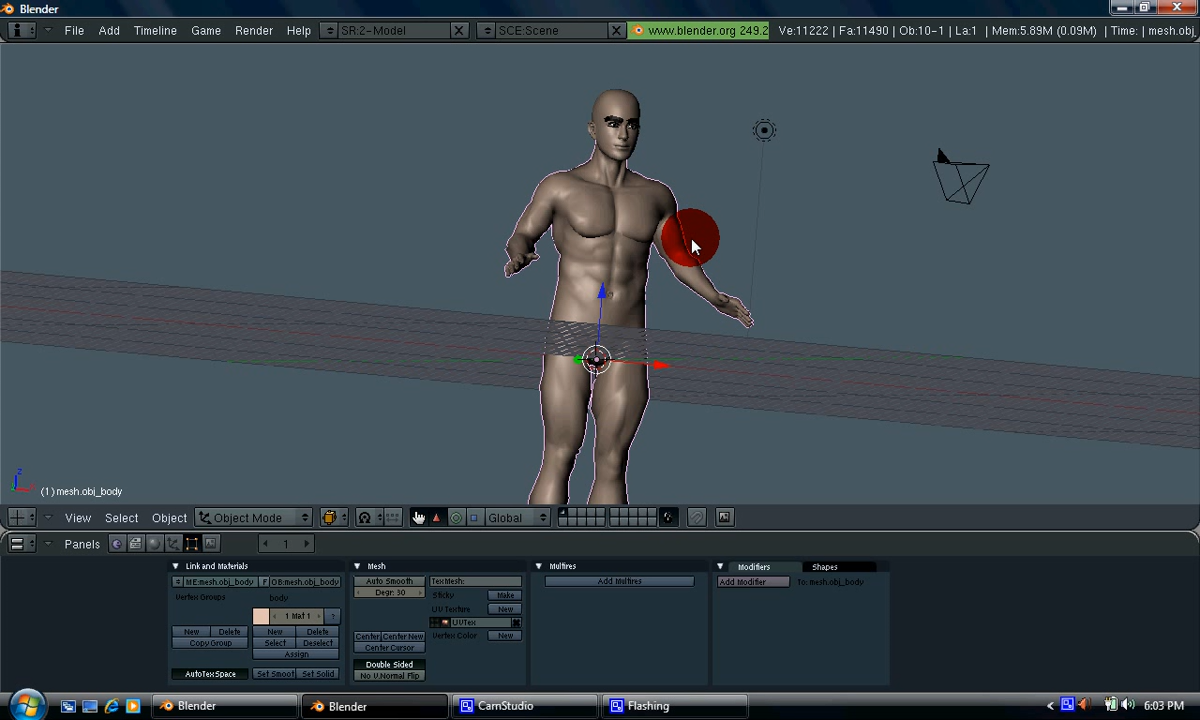 Blender
File Add Timeline Game Render Help SR:2-Model SCE:Scene www.blender.org 249.2 Ve:11222 | Fa:11490 | Ob:10-1 | La:1 | Mem:5.89M (0.09M) | Time: | mesh.obj_
z
(1) mesh.obj_body
View Select Object Object Mode Global
Panels 1
Link and Materials Mesh Multires Modifiers Shapes
ME:mesh.obj_body F OB:mesh.obj_body Auto Smooth TexMesh: Add Multires Add Modifier To: mesh.obj_body
Vertex Groups body Degr: 30 Sticky Make
UV Texture New
1 Mat 1 ? UVTex
New Delete New Delete Center Center New Vertex Color New
Copy Group Select Deselect Center Cursor
Assign
Double Sided
AutoTexSpace Set Smoot Set Solid No V.Normal Flip
Blender Blender CamStudio Flashing 6:03 PM